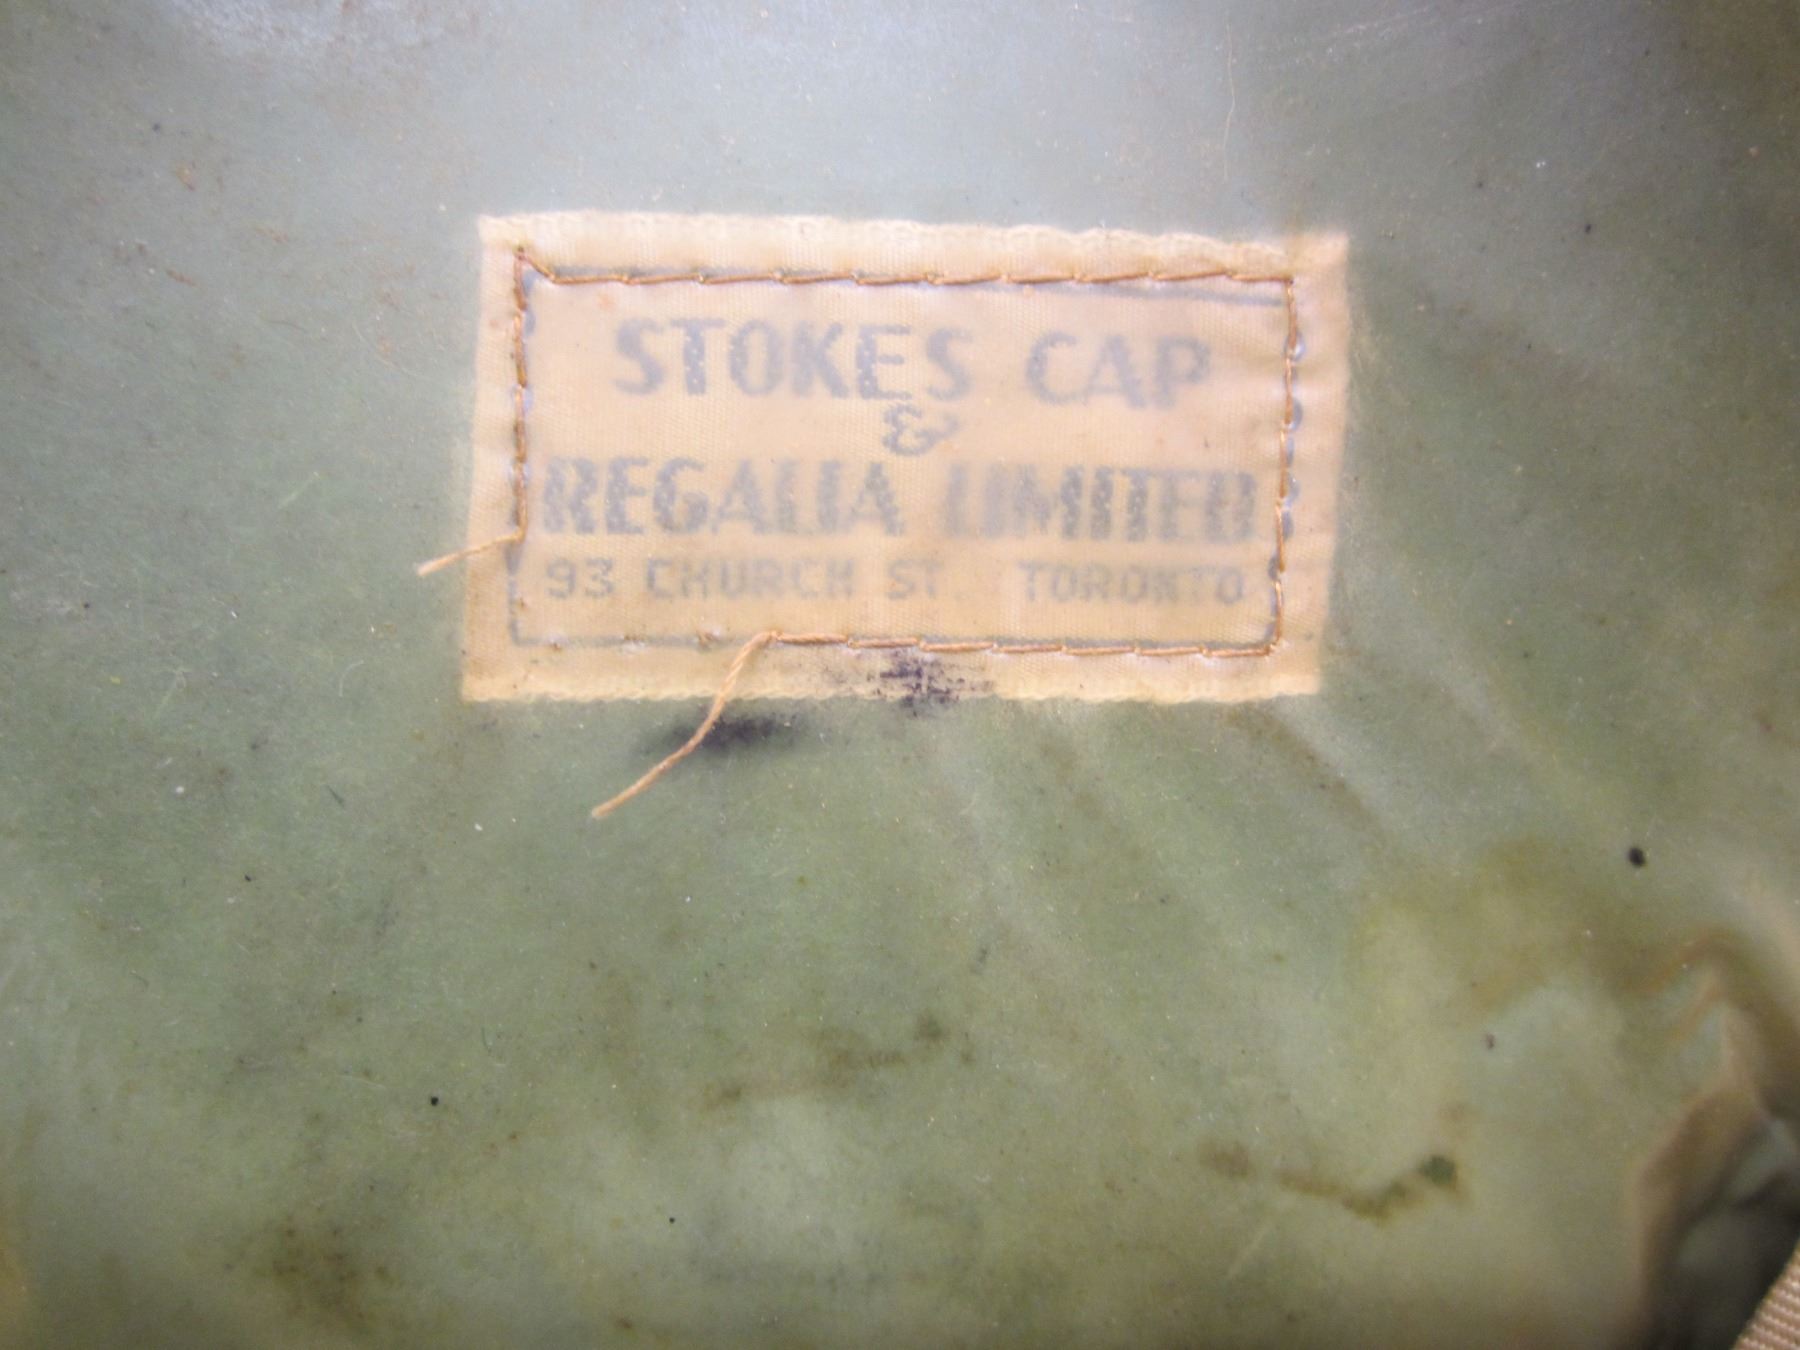 STOKES CAP
&
REGALIA LIMITED
93 CHURCH ST. TORONTO